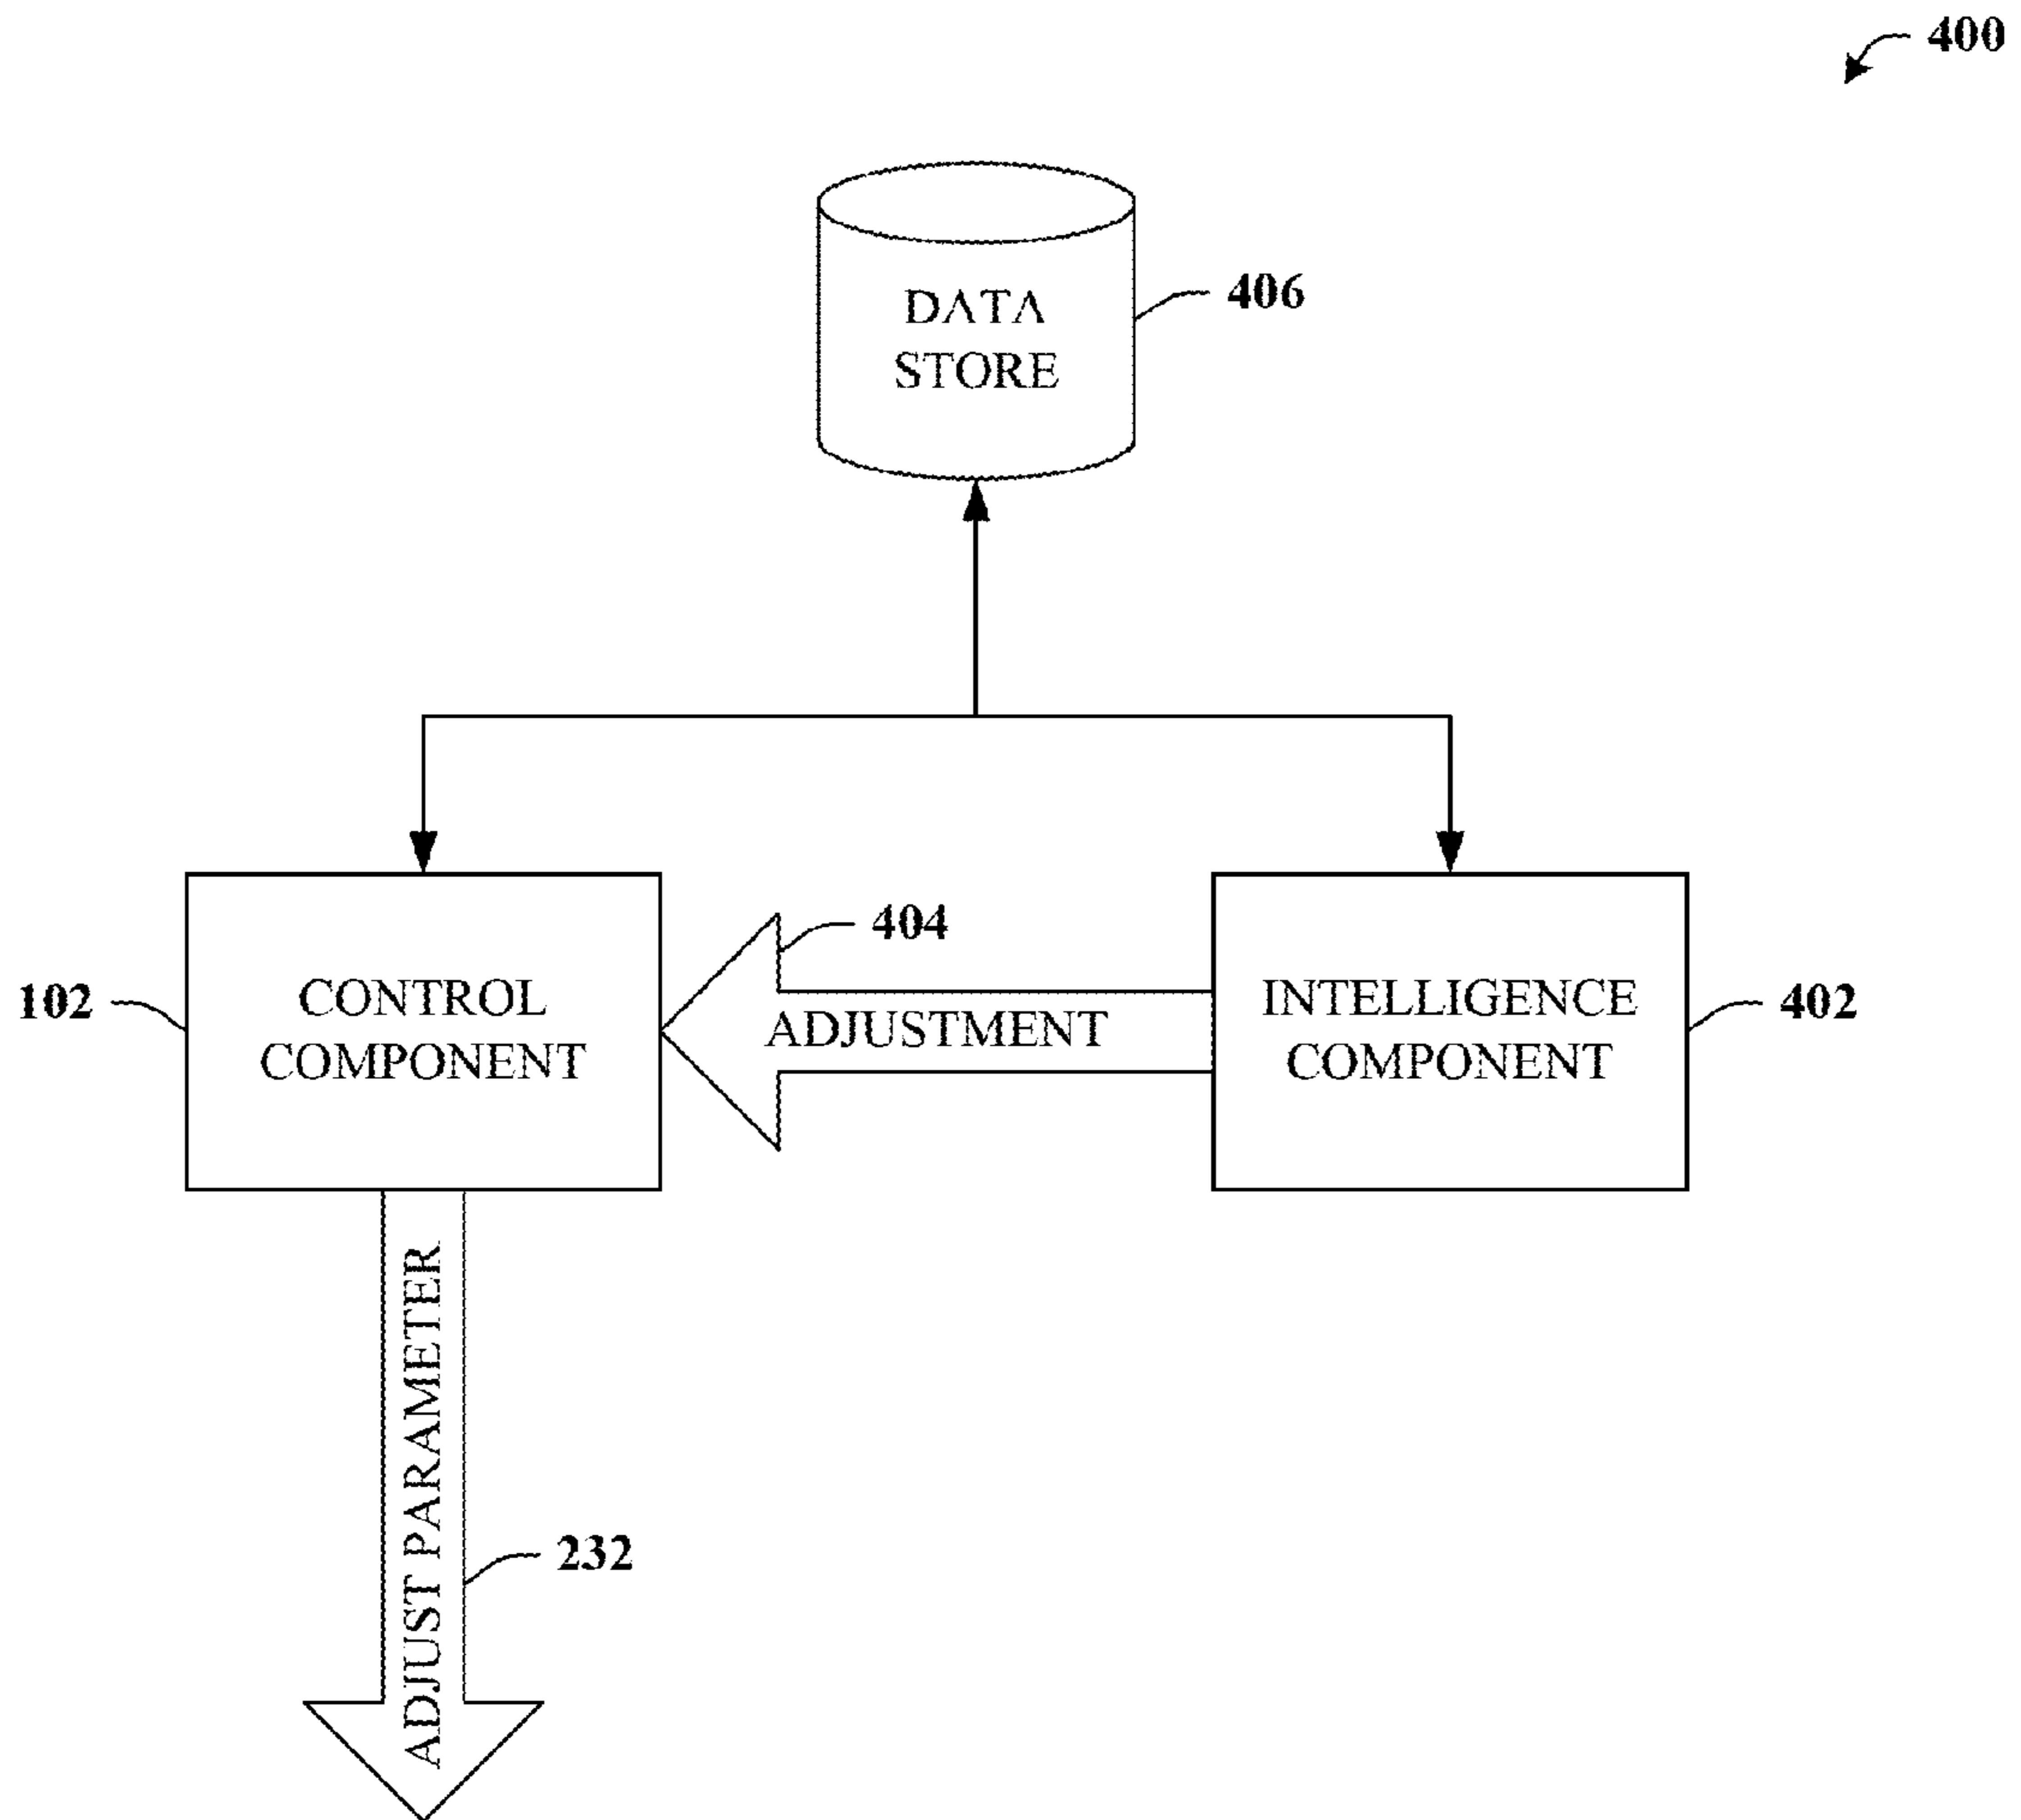 400
DATA
STORE
406
404
102
CONTROL
COMPONENT
ADJUSTMENT
INTELLIGENCE
COMPONENT
402
ADJUST PARAMETER
232